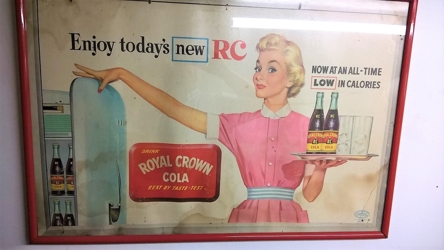 Enjoy today's new RC
NOW AT AN ALL-TIME
LOW IN CALORIES
DRINK
ROYAL CROWN
COLA
BEST BY TASTE-TEST